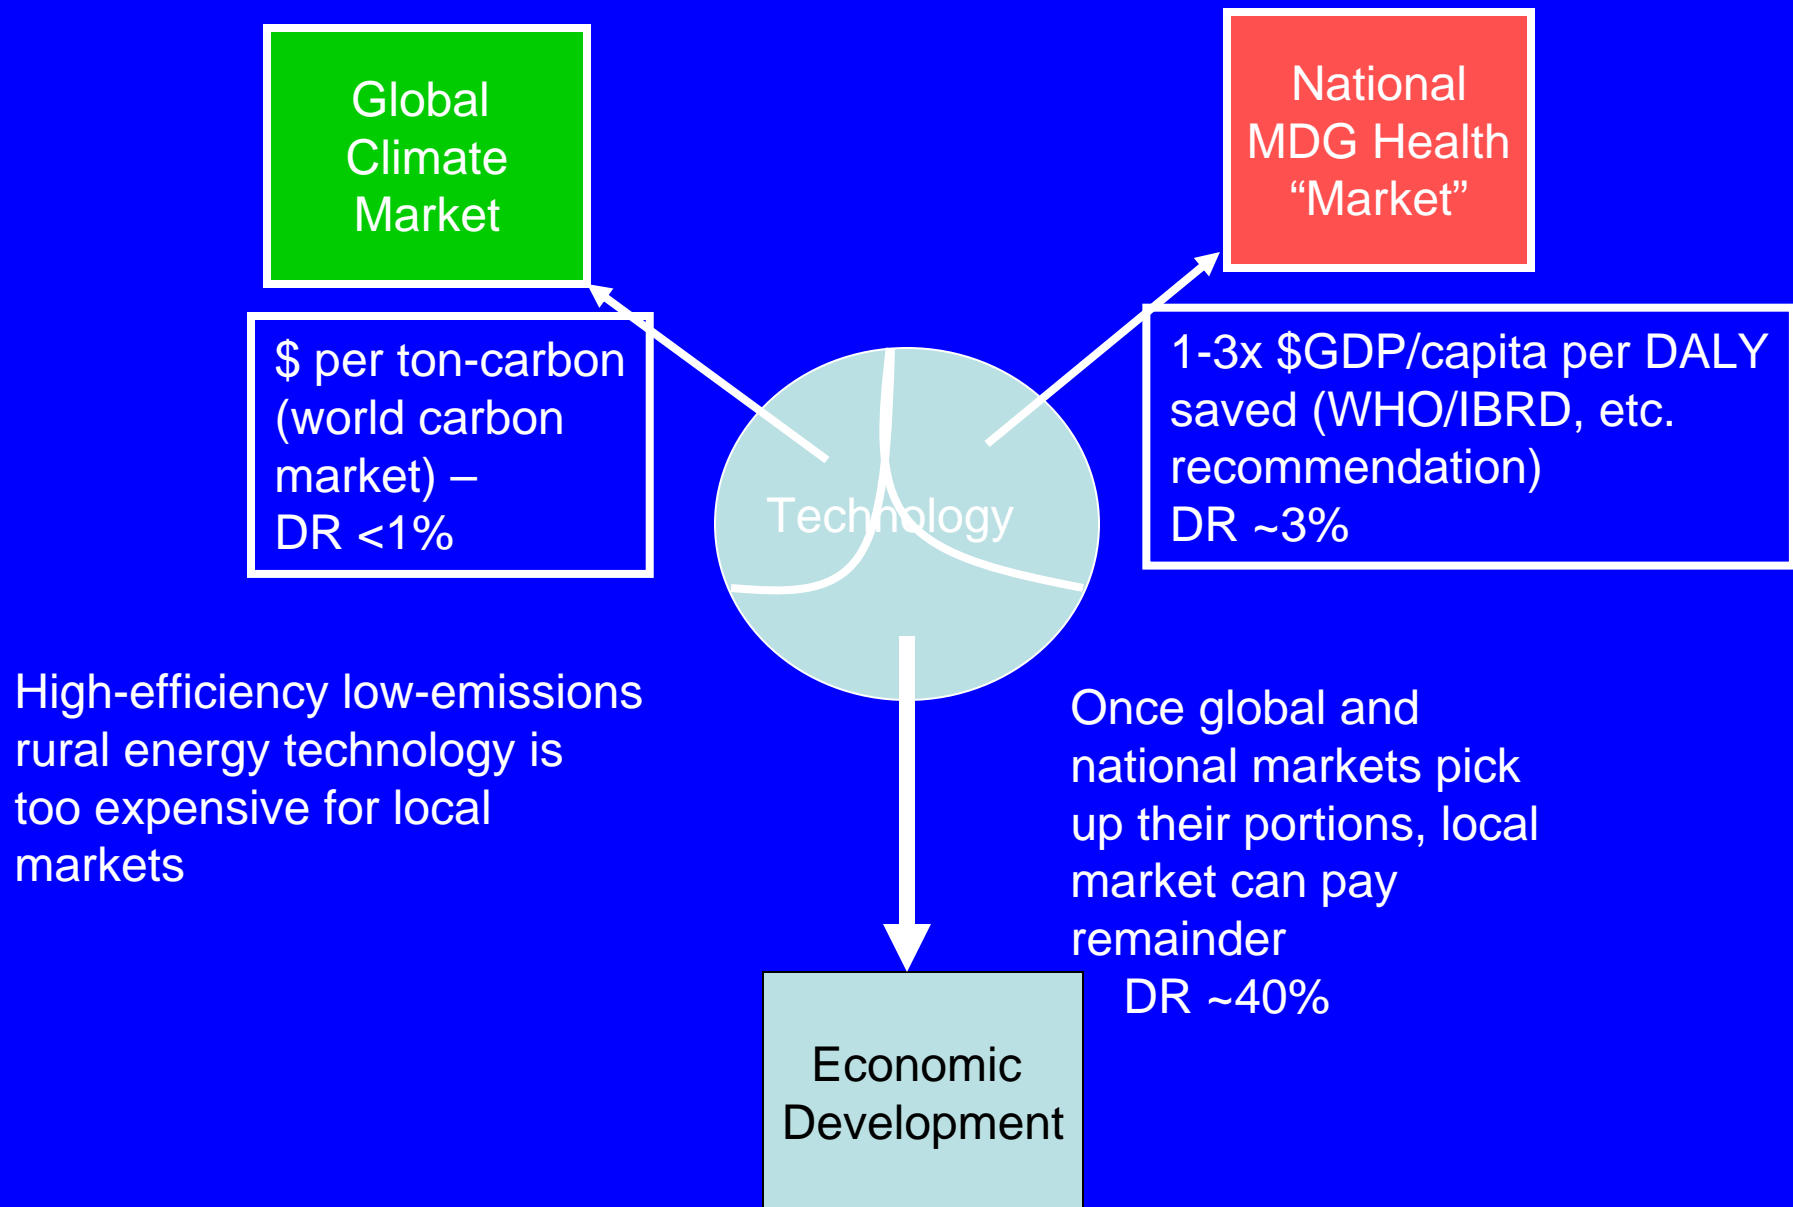 Global
Climate
Market
National
MDG Health
“Market”
$ per ton-carbon
(world carbon
market) –
DR <1%
1-3x $GDP/capita per DALY
saved (WHO/IBRD, etc.
recommendation)
DR ~3%
Technology
High-efficiency low-emissions
rural energy technology is
too expensive for local
markets
Once global and
national markets pick
up their portions, local
market can pay
remainder
DR ~40%
Economic
Development